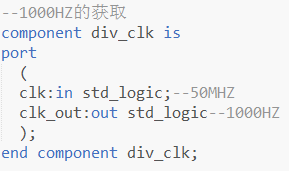 --1000HZ的获取
component div_clk is
port
(
clk:in std_logic;--50MHZ
clk_out:out std_logic--1000HZ
);
end component div_clk;